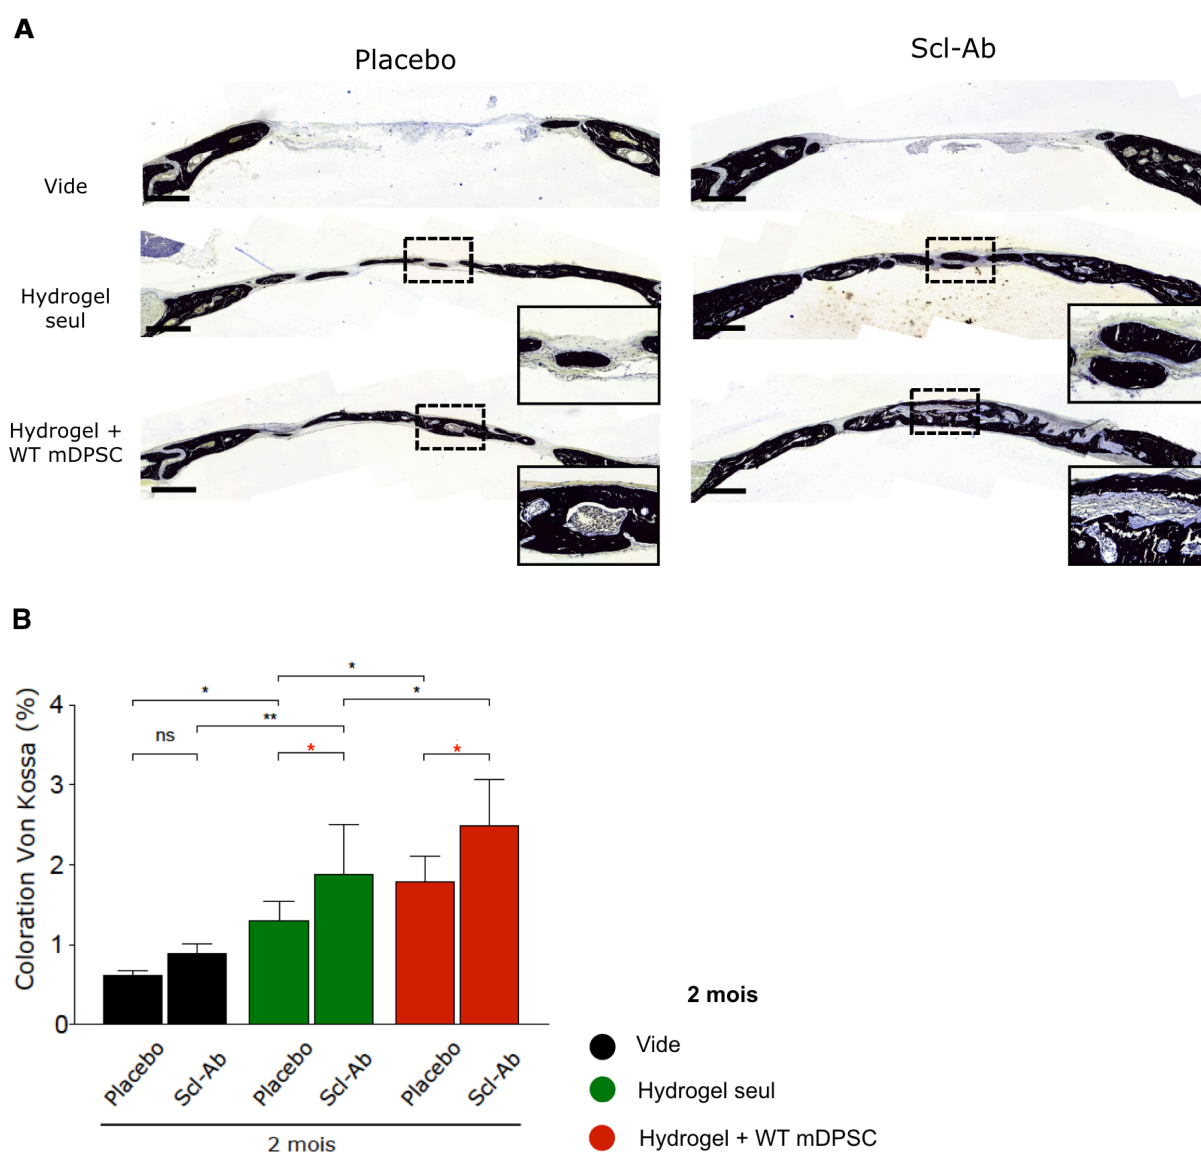 A
Placebo
Scl-Ab
Vide
Hydrogel
seul
Hydrogel +
WT mDPSC
B
Coloration Von Kossa (%)
4
3
2
1
0
*
*
*
**
ns
*
*
Placebo
Scl-Ab
Placebo
Scl-Ab
Placebo
Scl-Ab
2 mois
2 mois
Vide
Hydrogel seul
Hydrogel + WT mDPSC